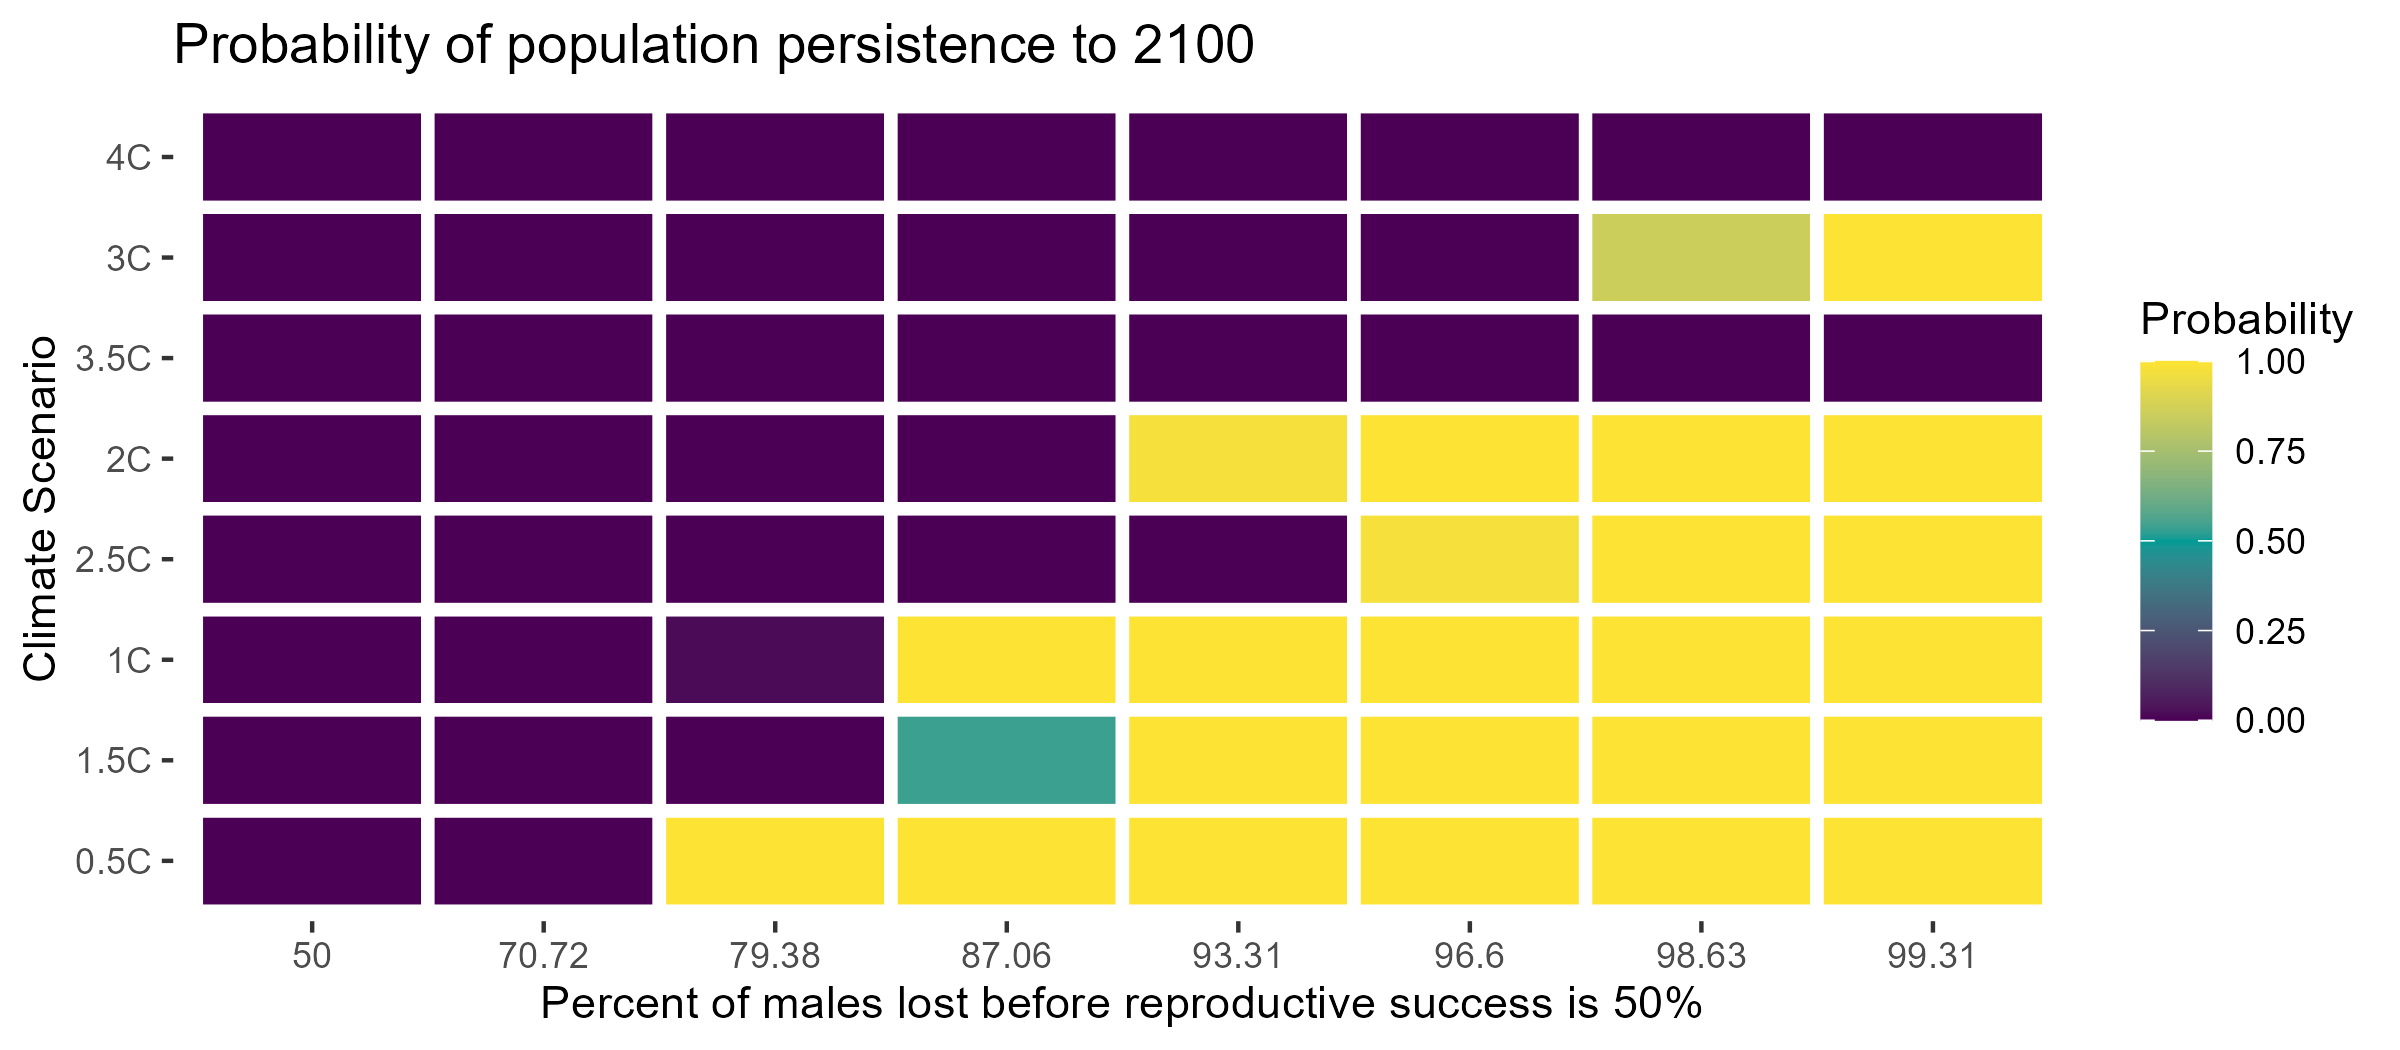 Probability of population persistence to 2100
4C
3C
3.5C
2C
2.5C
1C
1.5C
0.5C
Climate Scenario
50 70.72 79.38 87.06 93.31 96.6 98.63 99.31
Percent of males lost before reproductive success is 50%
Probability
1.00
0.75
0.50
0.25
0.00